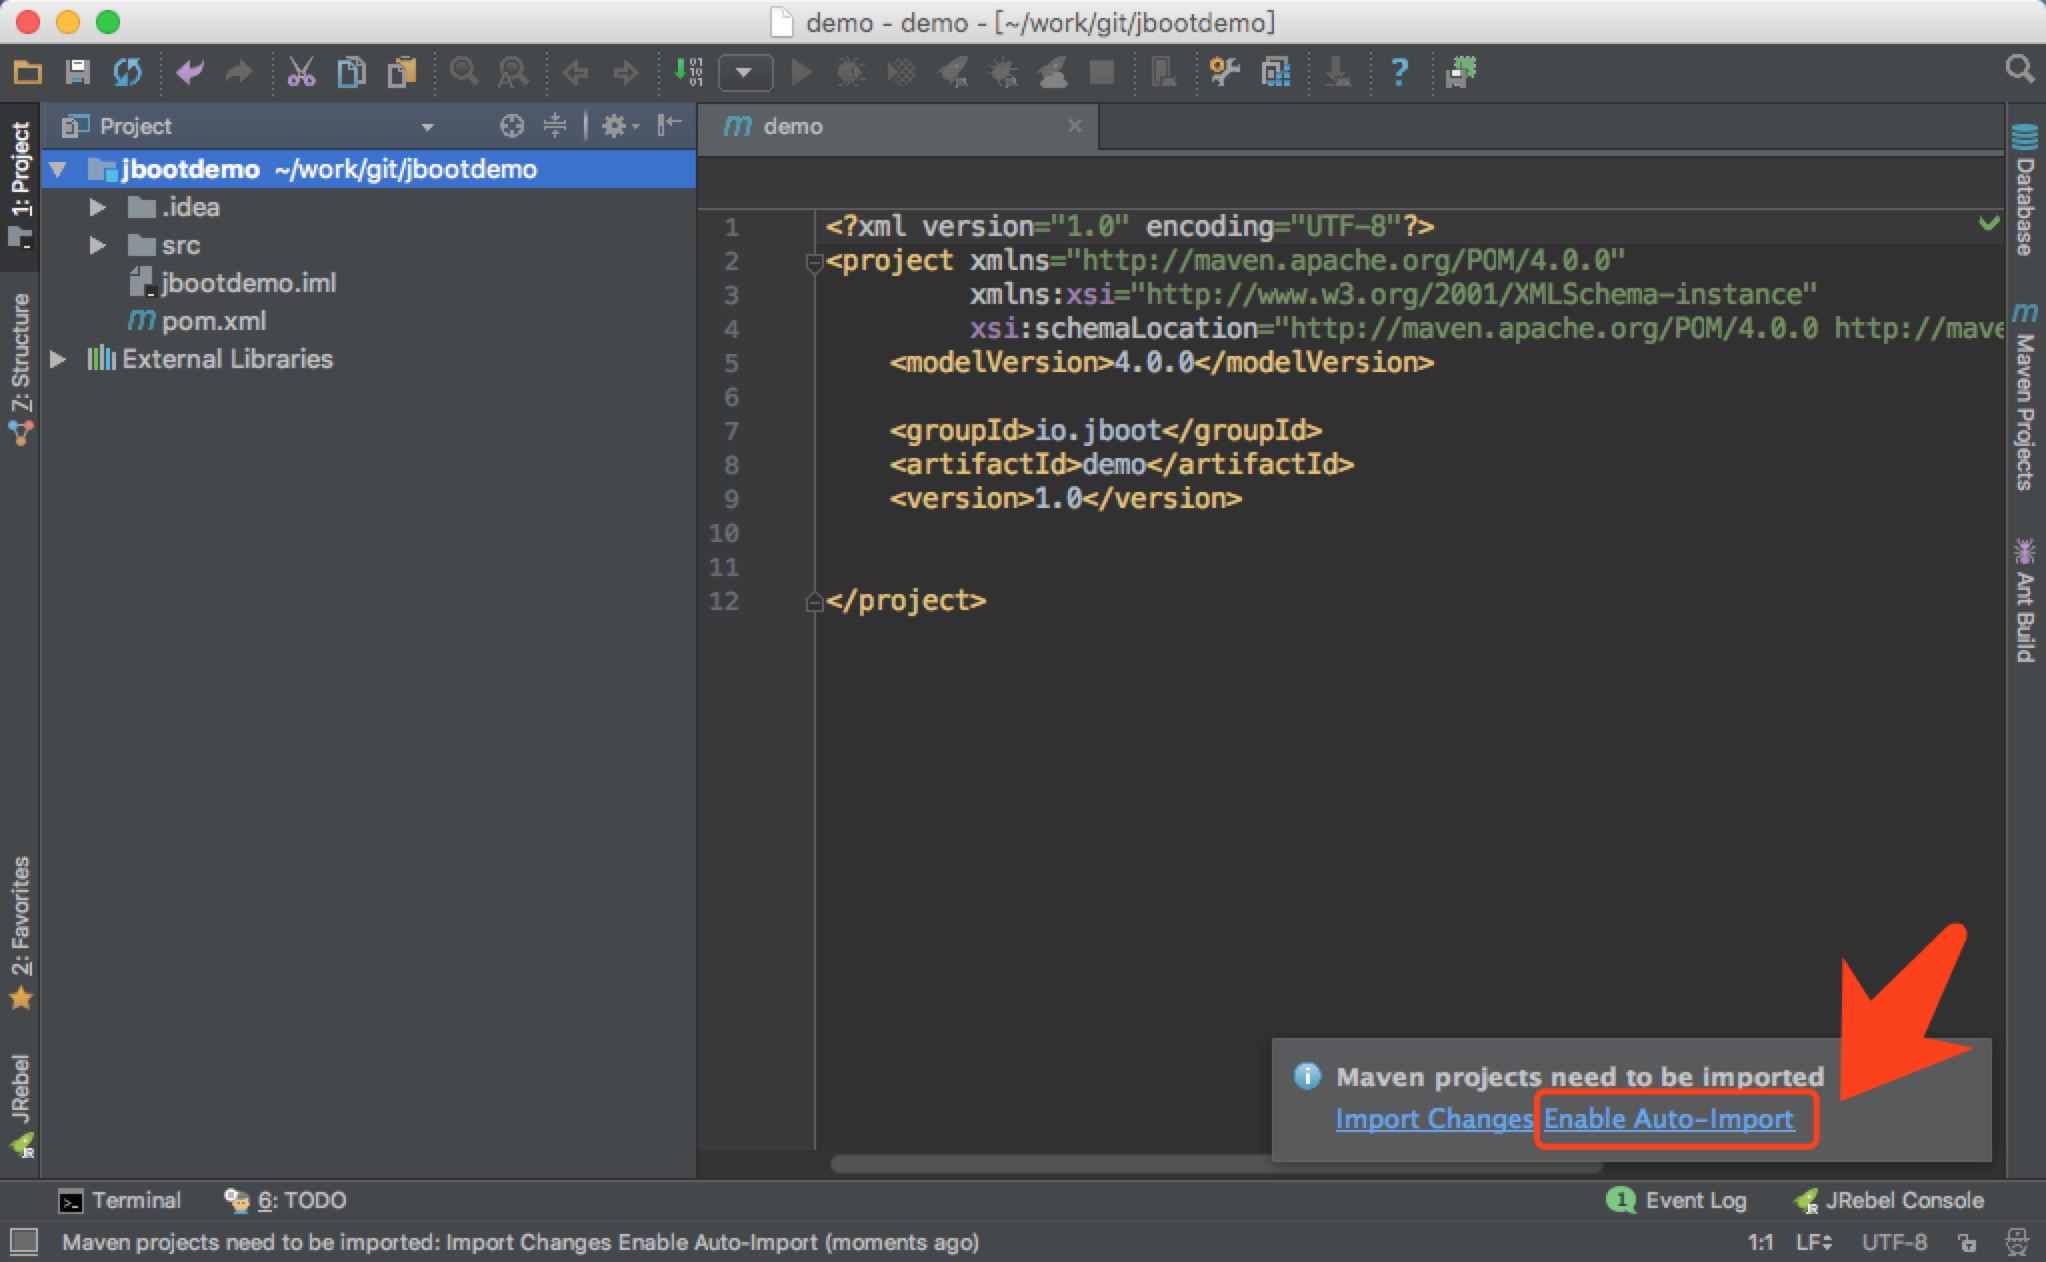 demo - demo - [~/work/git/jbootdemo]
Project
demo
1: Project
7: Structure
2: Favorites
JRebel
jbootdemo ~/work/git/jbootdemo
.idea
src
jbootdemo.iml
pom.xml
External Libraries
1 <?xml version="1.0" encoding="UTF-8"?>
2 <project xmlns="http://maven.apache.org/POM/4.0.0"
3 xmlns:xsi="http://www.w3.org/2001/XMLSchema-instance"
4 xsi:schemaLocation="http://maven.apache.org/POM/4.0.0 http://mave
5 <modelVersion>4.0.0</modelVersion>
6
7 <groupId>io.jboot</groupId>
8 <artifactId>demo</artifactId>
9 <version>1.0</version>
10
11
12 </project>
Database
Maven Projects
Ant Build
Maven projects need to be imported
Import Changes Enable Auto-Import
Terminal
6: TODO
1 Event Log
JRebel Console
Maven projects need to be imported: Import Changes Enable Auto-Import (moments ago)
1:1 LF UTF-8